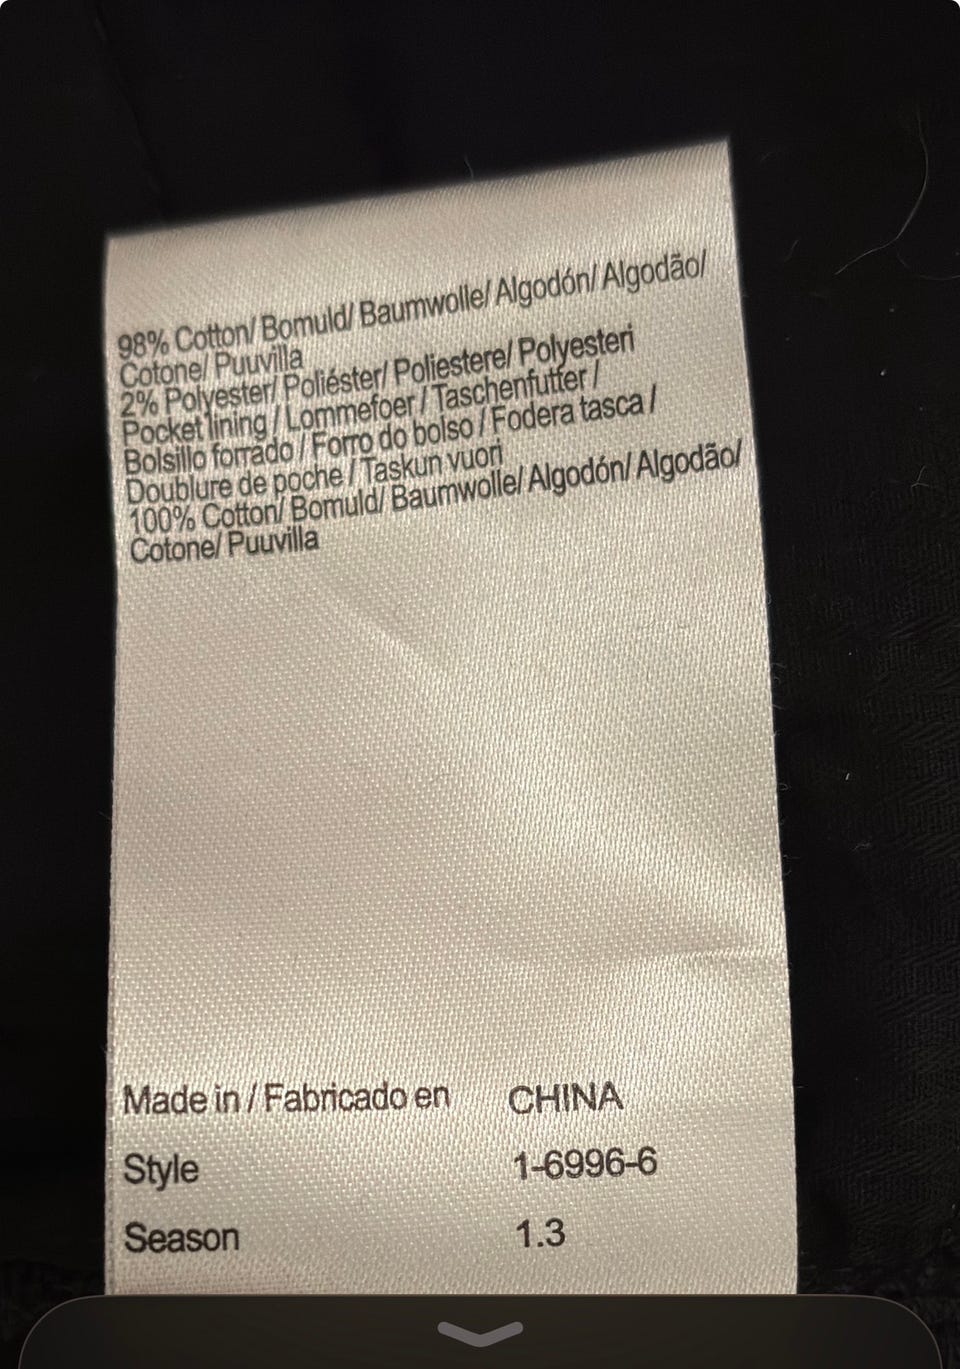 98% Cotton/ Bomuld/ Baumwolle/ Algodón/ Algodão/
Cotone/ Puuvilla
2% Polyester/ Poliéster/ Poliestere/ Polyesteri
Pocket lining / Lommefoer / Taschenfutter /
Bolsillo forrado / Forro do bolso / Fodera tasca /
Doublure de poche / Taskun vuori
100% Cotton/ Bomuld/ Baumwolle/ Algodón/ Algodão/
Cotone/ Puuvilla
Made in / Fabricado en CHINA
Style 1-6996-6
Season 1.3